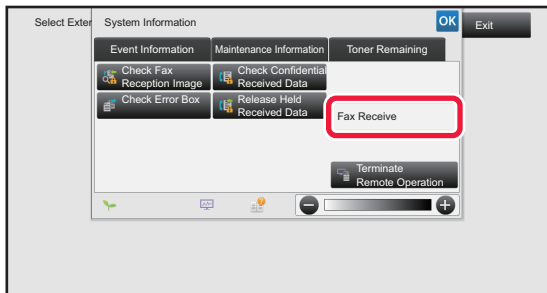 Select Exter
System Information
OK
Exit
Event Information
Maintenance Information
Toner Remaining
Check Fax
Reception Image
Check Confidential
Received Data
Check Error Box
Release Held
Received Data
Fax Receive
Terminate
Remote Operation